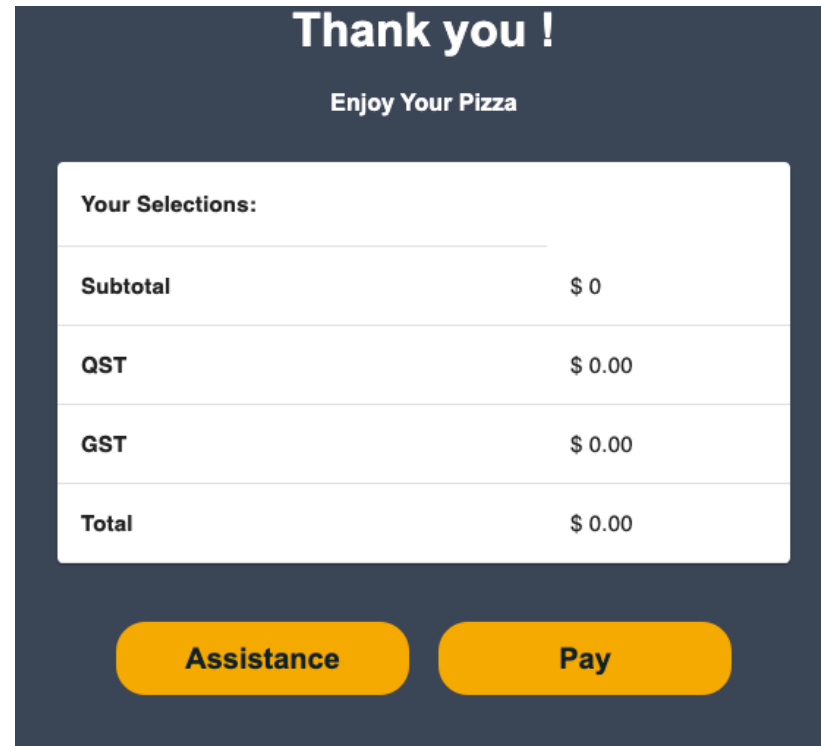 Thank you !
Enjoy Your Pizza
Your Selections:
Subtotal $ 0
QST $ 0.00
GST $ 0.00
Total $ 0.00
Assistance Pay